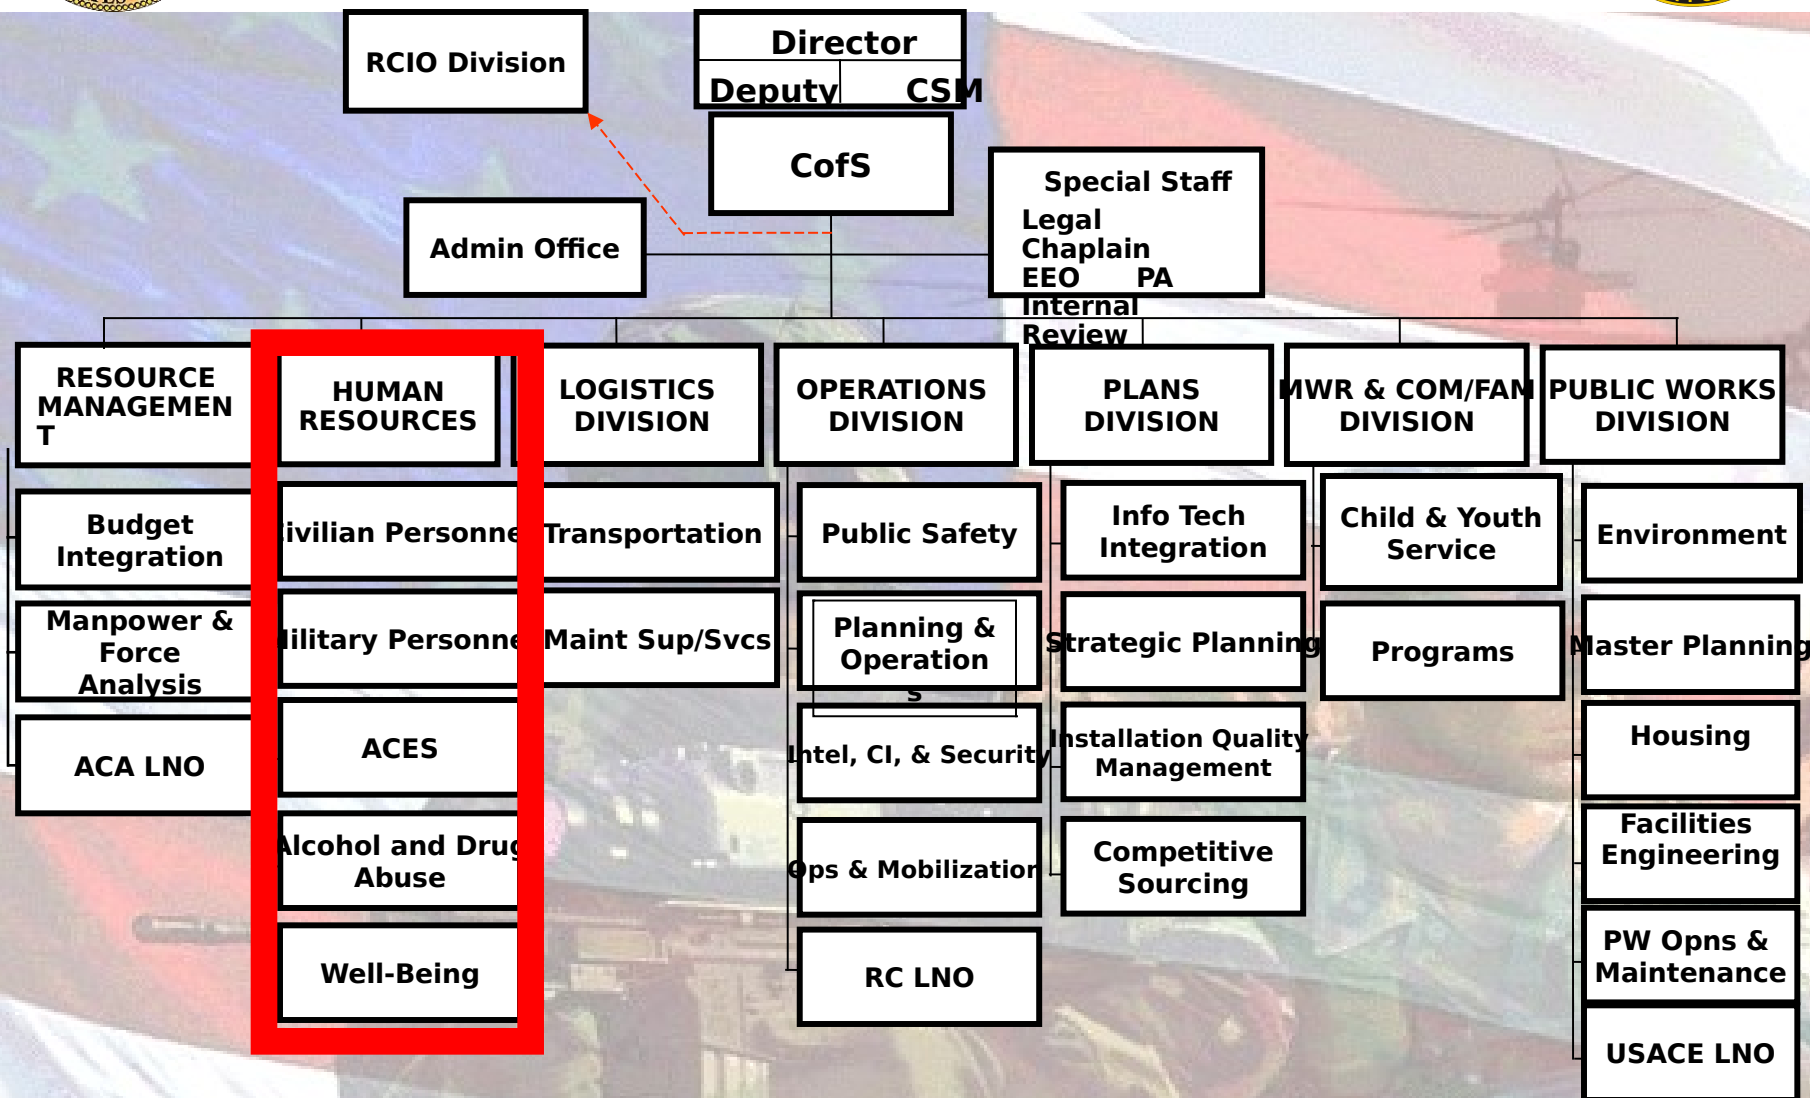 RCIO Division
Director
Deputy CSM
CofS
Special Staff
Legal
Chaplain
EEO PA
Internal
Review
Admin Office
RESOURCE
MANAGEMEN
T
Budget
Integration
Manpower &
Force
Analysis
ACA LNO
HUMAN
RESOURCES
Civilian Personne
Military Personne
ACES
Alcohol and Drug
Abuse
Well-Being
LOGISTICS
DIVISION
Transportation
Maint Sup/Svcs
OPERATIONS
DIVISION
Public Safety
Planning &
Operation
s
Intel, CI, & Security
Ops & Mobilization
RC LNO
PLANS
DIVISION
Info Tech
Integration
Strategic Planning
Installation Quality
Management
Competitive
Sourcing
MWR & COM/FAM
DIVISION
Child & Youth
Service
Programs
PUBLIC WORKS
DIVISION
Environment
Master Planning
Housing
Facilities
Engineering
PW Opns &
Maintenance
USACE LNO